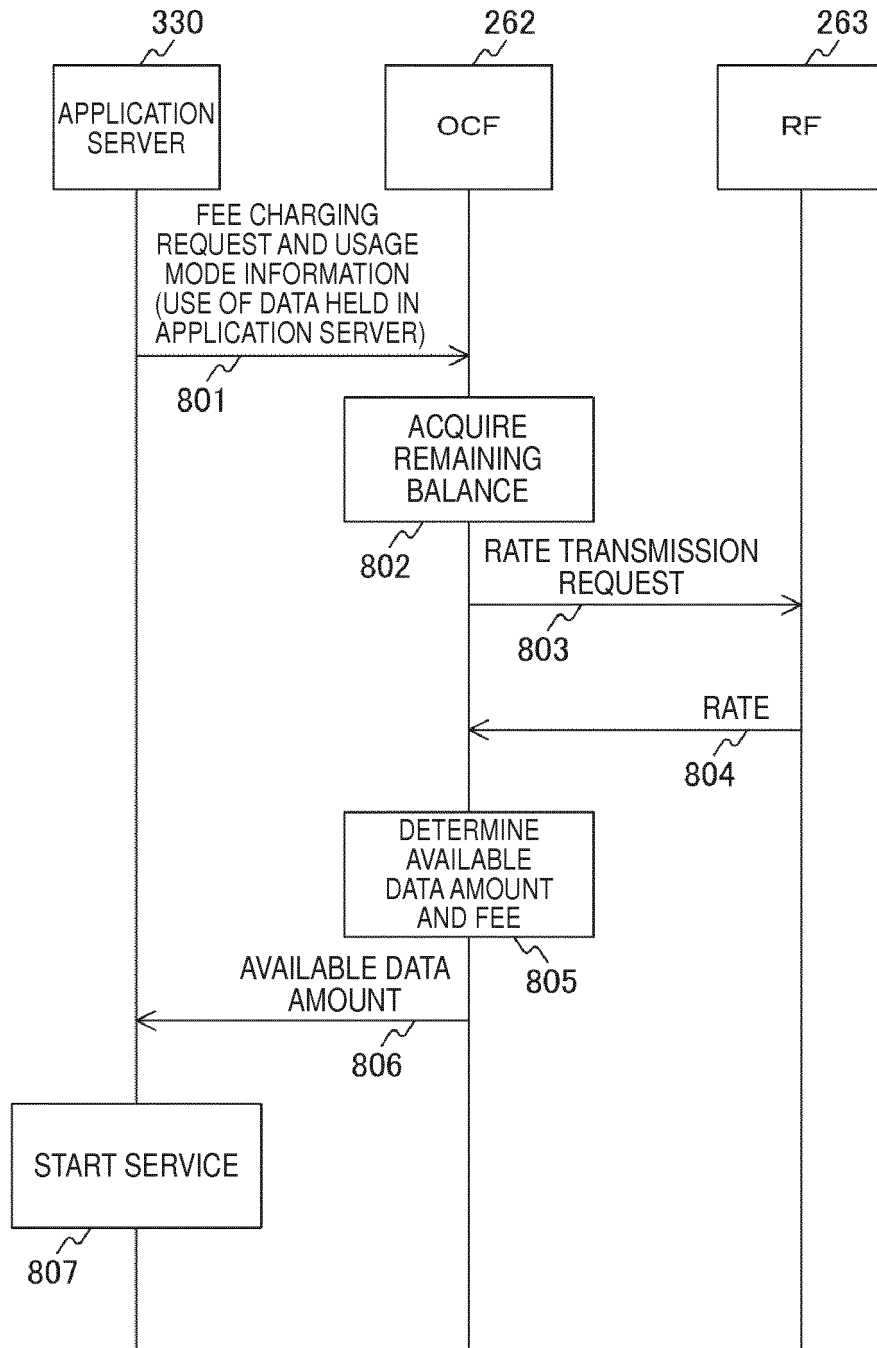 330
262
263
APPLICATION
SERVER
OCF
RF
FEE CHARGING
REQUEST AND USAGE
MODE INFORMATION
(USE OF DATA HELD IN
APPLICATION SERVER)
801
ACQUIRE
REMAINING
BALANCE
802
RATE TRANSMISSION
REQUEST
803
RATE
804
DETERMINE
AVAILABLE
DATA AMOUNT
AND FEE
805
AVAILABLE DATA
AMOUNT
806
START SERVICE
807